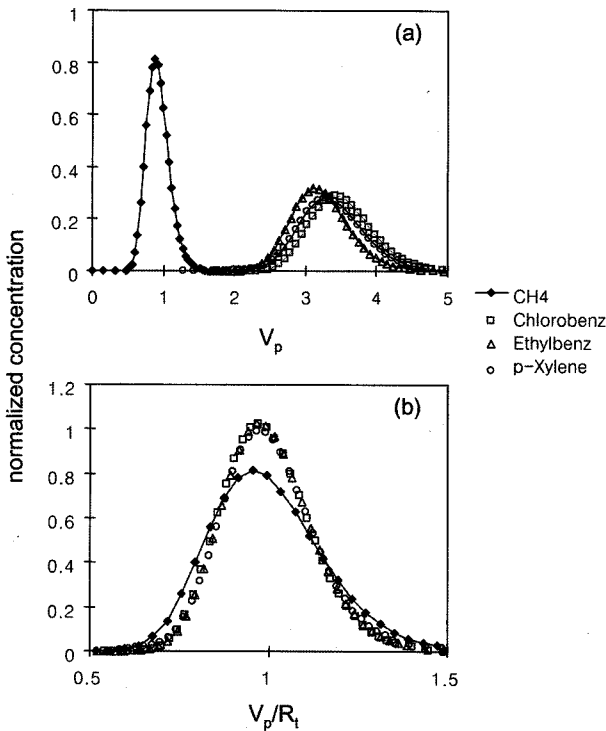 normalized concentration
(a)
1
0.8
0.6
0.4
0.2
0
0 1 2 3 4 5
Vp
CH4
Chlorobenz
Ethylbenz
p-Xylene
(b)
1.2
1
0.8
0.6
0.4
0.2
0
0.5 1 1.5
Vp/Rt